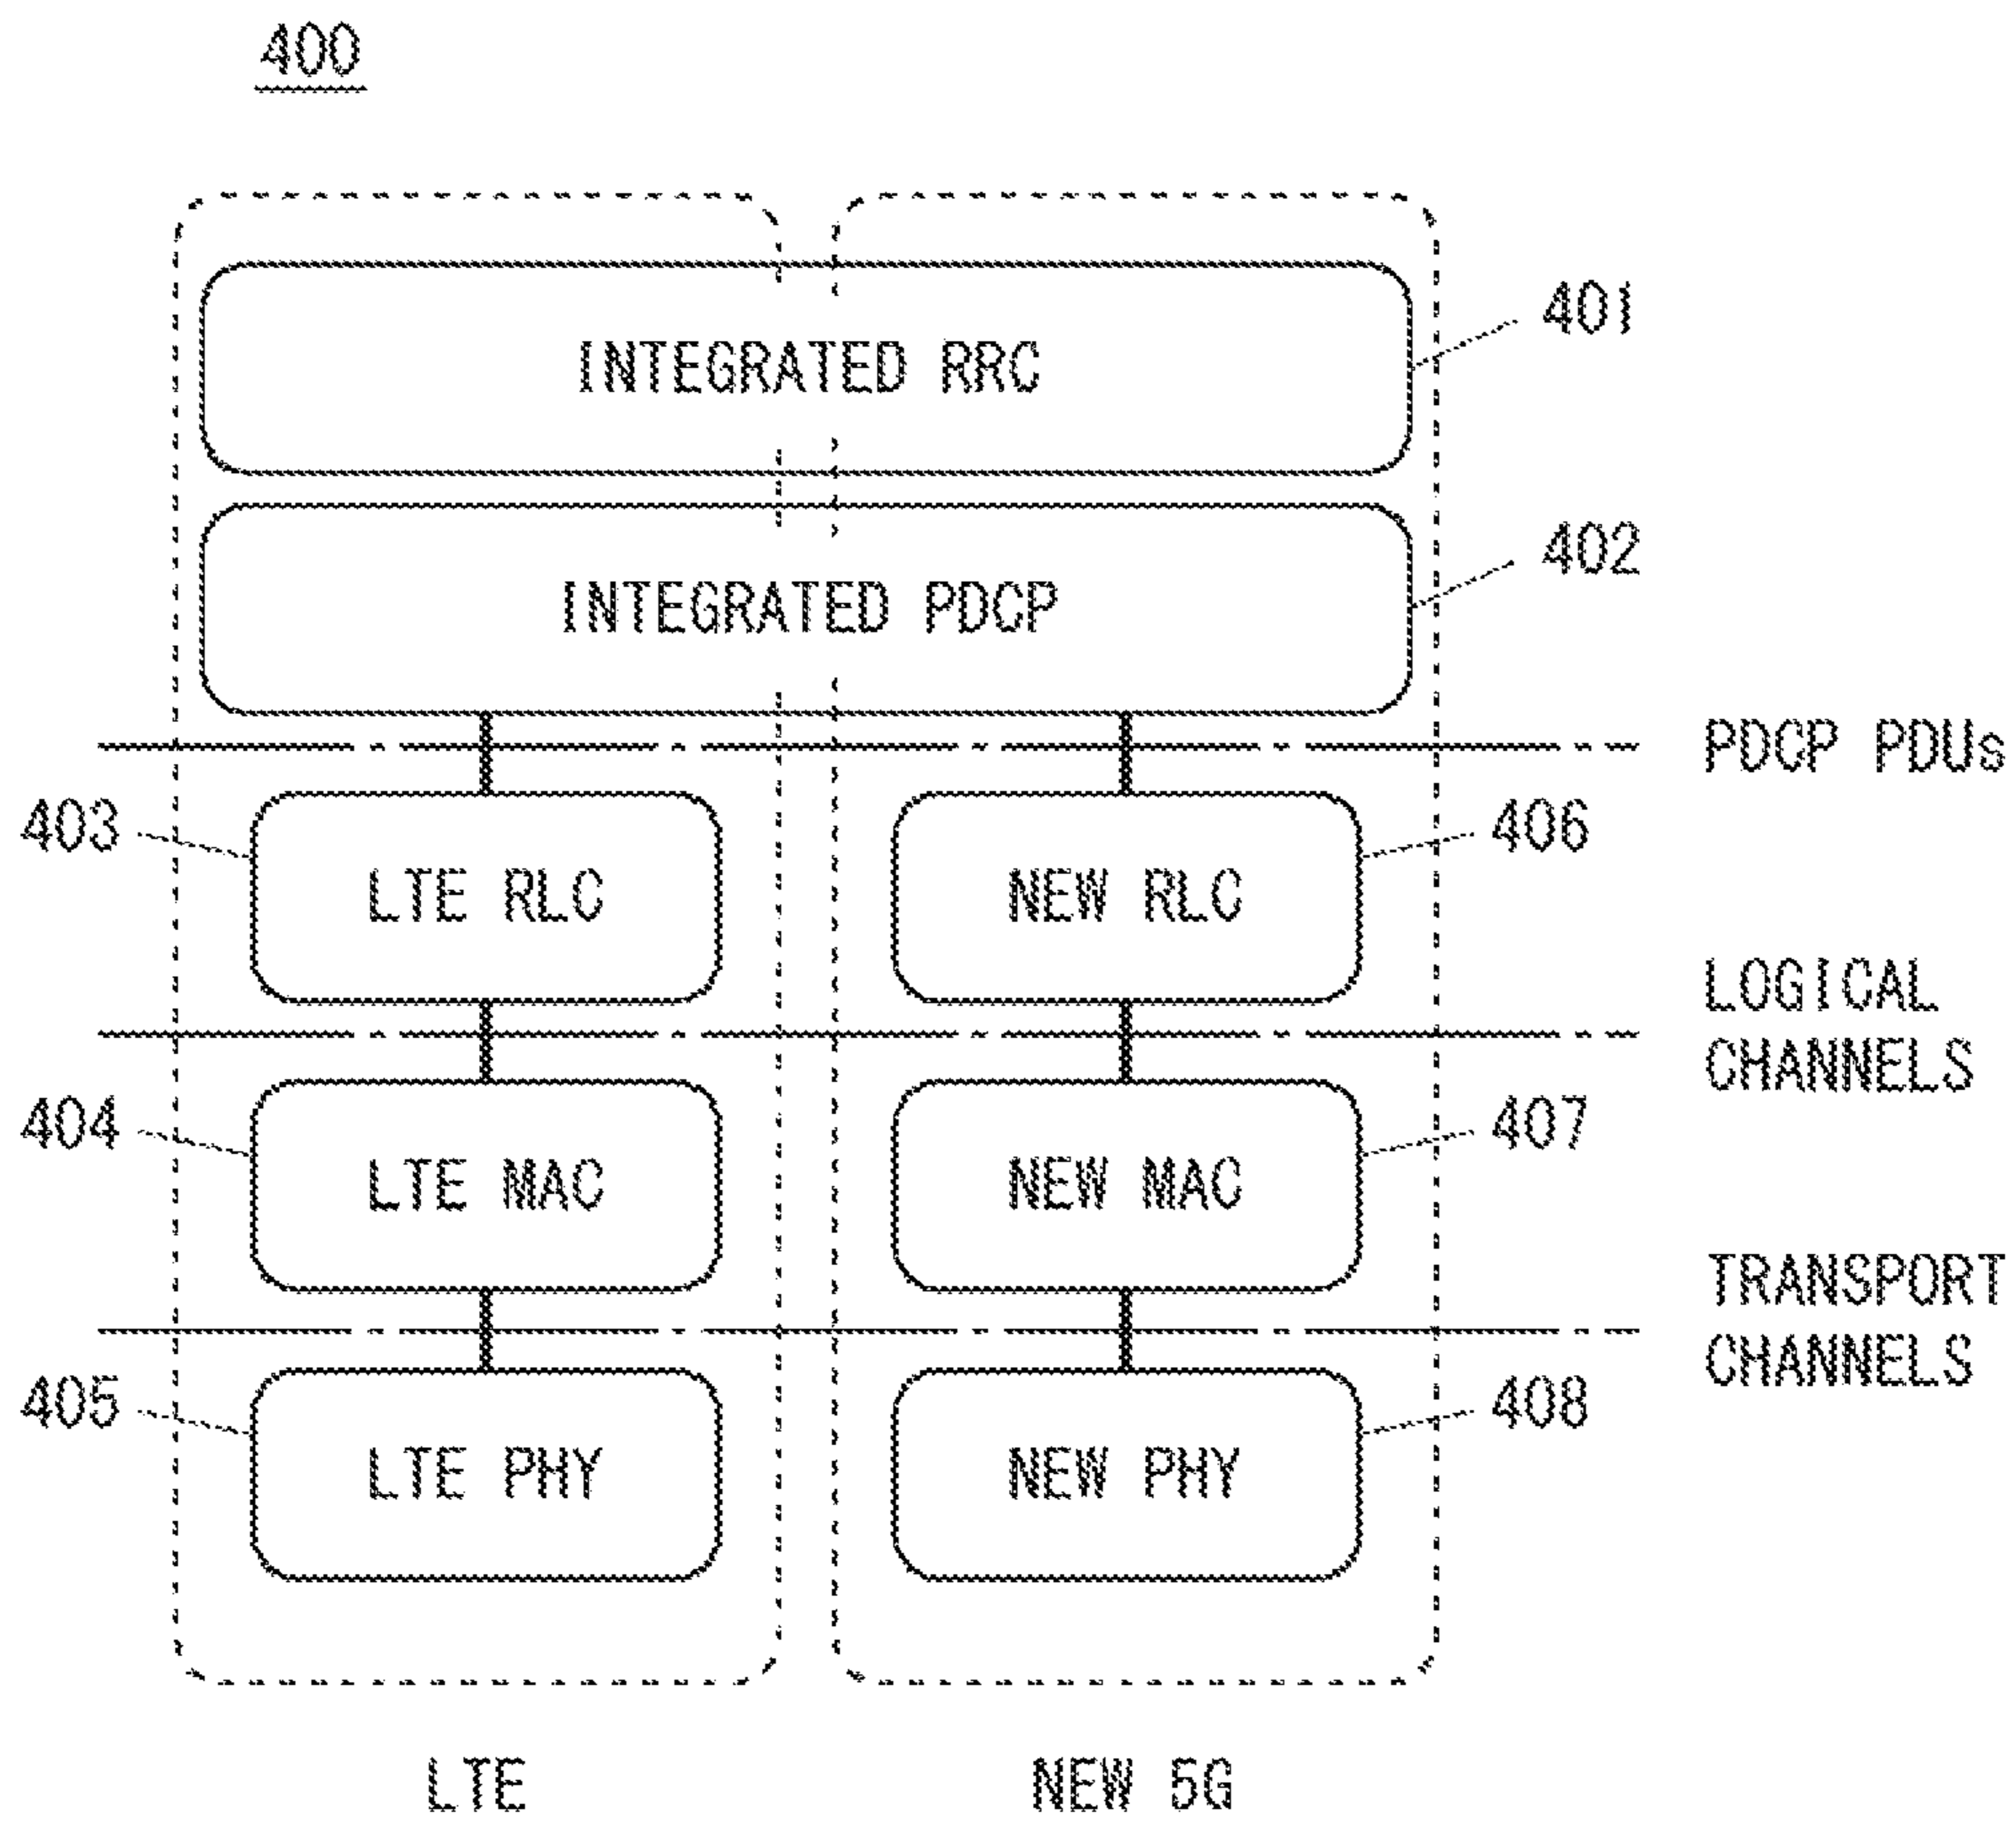 400
INTEGRATED RRC
401
INTEGRATED PDCP
402
PDCP PDUs
403
LTE RLC
NEW RLC
406
LOGICAL
CHANNELS
404
LTE MAC
NEW MAC
407
TRANSPORT
CHANNELS
405
LTE PHY
NEW PHY
408
LTE
NEW 5G